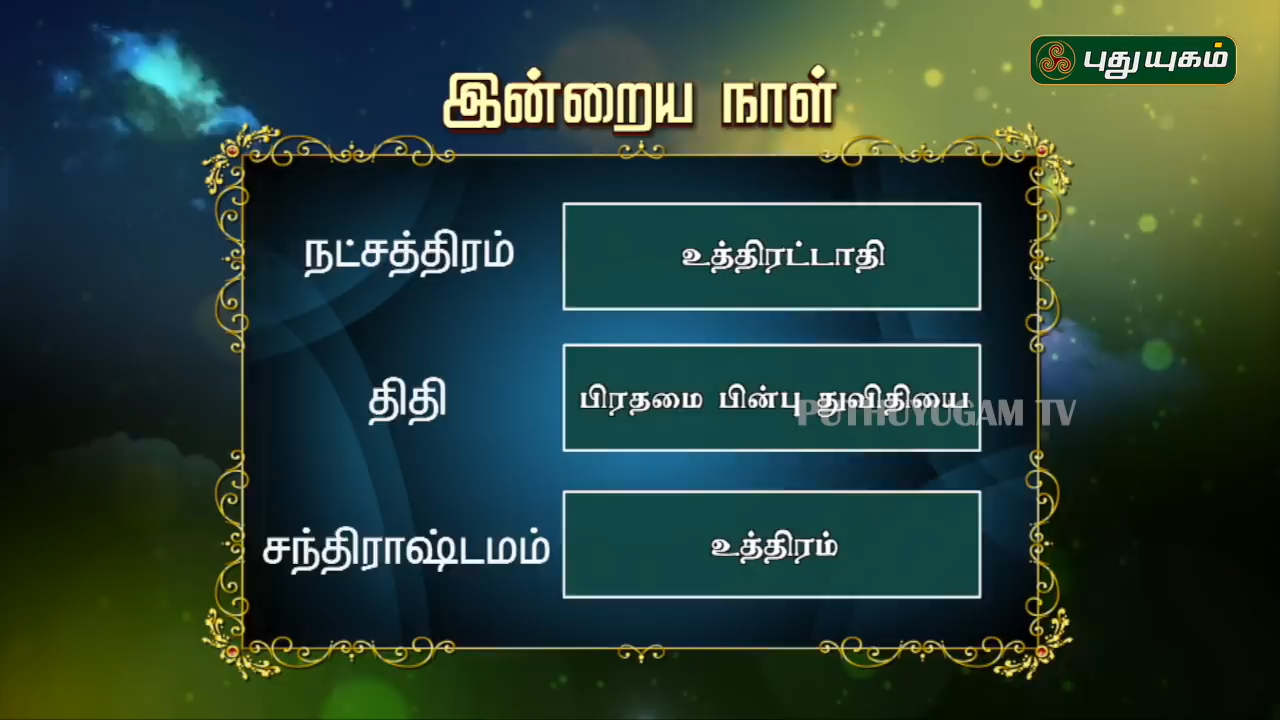 புதுயுகம்
இன்றைய நாள்
நட்சத்திரம்
உத்திரட்டாதி
திதி
பிரதமை பின்பு துவிதியை
PUTHUYUGAM TV
சந்திராஷ்டமம்
உத்திரம்